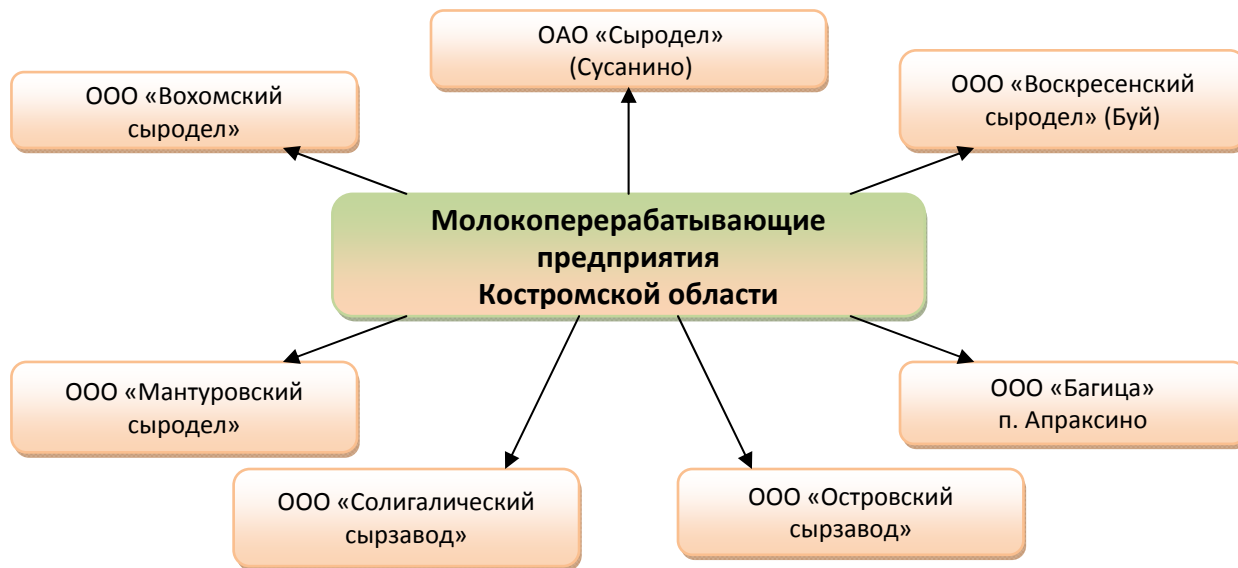 ОАО «Сыродел»
(Сусанино)
ООО «Вохомский
сыродел»
ООО «Воскресенский
сыродел» (Буй)
Молокоперерабатывающие
предприятия
Костромской области
ООО «Мантуровский
сыродел»
ООО «Багица»
п. Апраксино
ООО «Солигалический
сырзавод»
ООО «Островский
сырзавод»